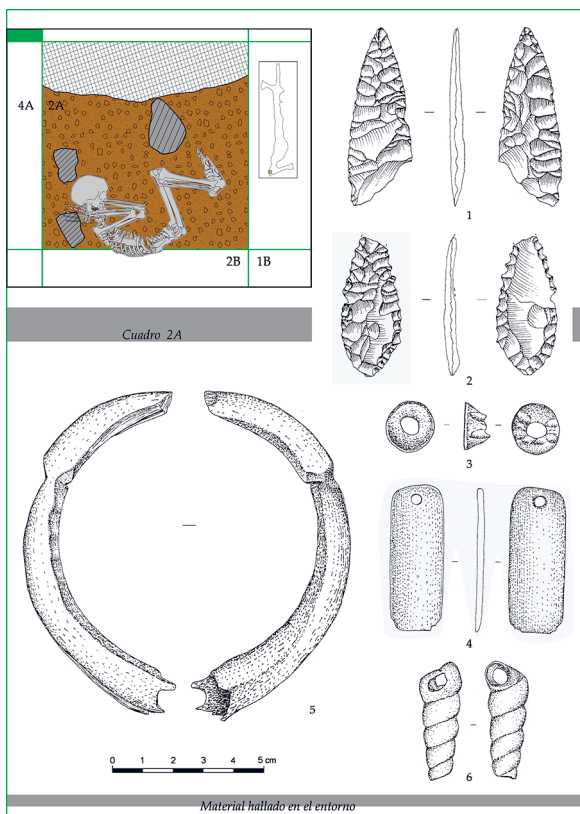 4A
2A
2B
1B
Cuadro 2A
1
2
3
4
5
6
0 1 2 3 4 5 cm
Material hallado en el entorno